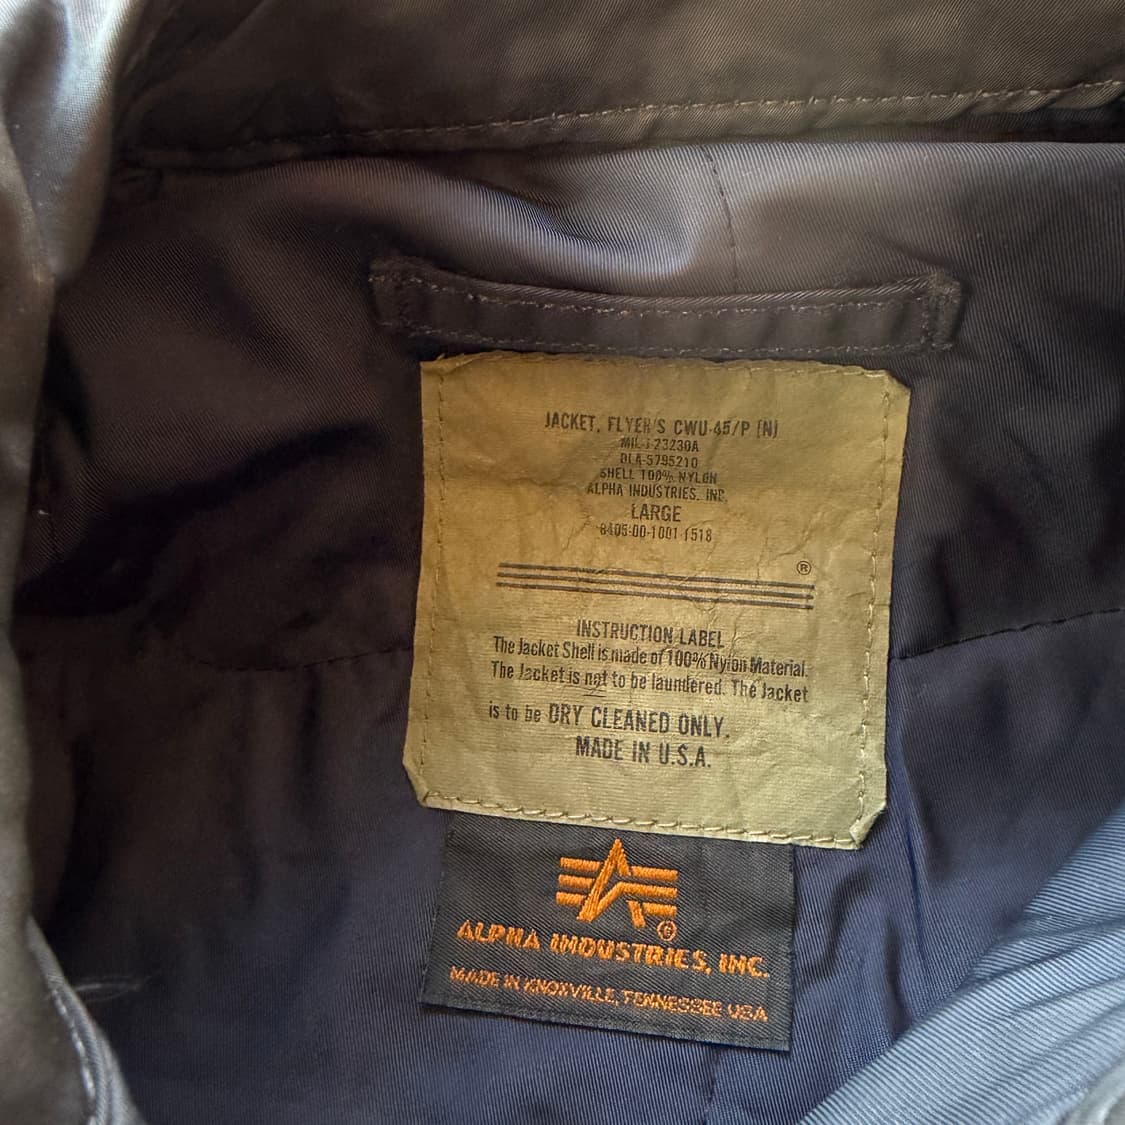 JACKET, FLYER'S CWU-45/P (N)
MIL-J-23230A
DLA-5795210
SHELL 100% NYLON
ALPHA INDUSTRIES, INC.
LARGE
8405-00-1001-1518
®
INSTRUCTION LABEL
The Jacket Shell is made of 100% Nylon Material.
The Jacket is not to be laundered. The Jacket
is to be DRY CLEANED ONLY.
MADE IN U.S.A.
®
ALPHA INDUSTRIES, INC.
MADE IN KNOXVILLE, TENNESSEE USA